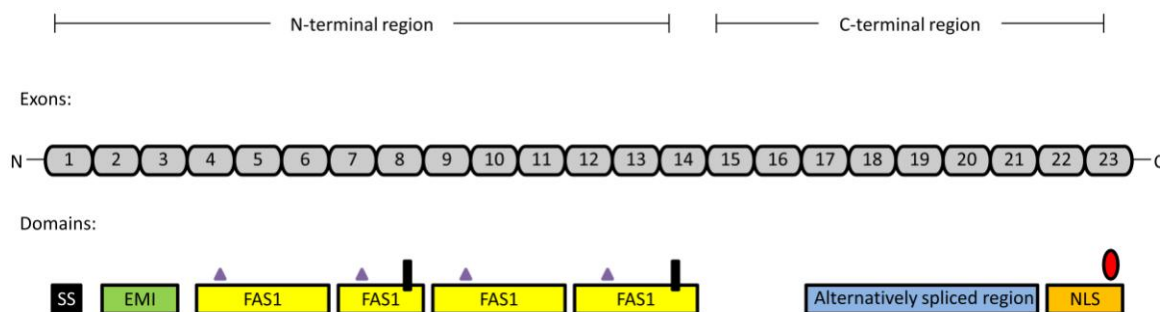 N-terminal region C-terminal region
Exons:
N 1 2 3 4 5 6 7 8 9 10 11 12 13 14 15 16 17 18 19 20 21 22 23 C
Domains:
SS EMI FAS1 FAS1 FAS1 FAS1 Alternatively spliced region NLS